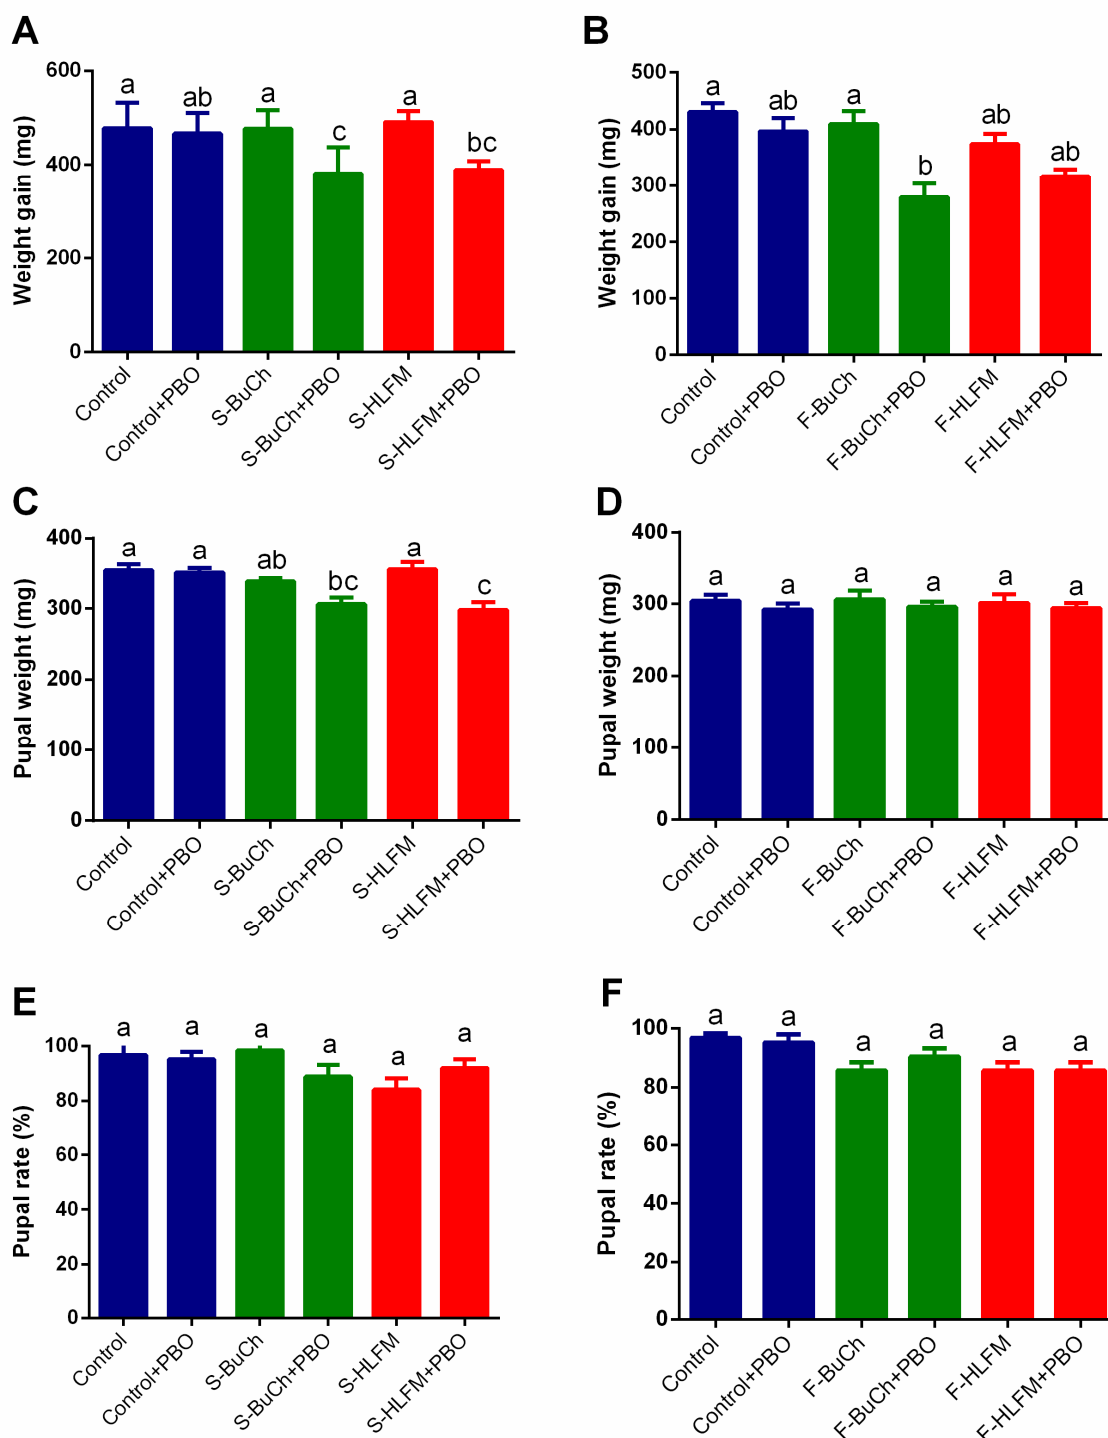 A
Weight gain (mg)
600
400
200
0
a
ab
a
c
a
bc
Control
Control+PBO
S-BuCh
S-BuCh+PBO
S-HLFM
S-HLFM+PBO
B
Weight gain (mg)
500
400
300
200
100
0
a
ab
a
b
ab
ab
Control
Control+PBO
F-BuCh
F-BuCh+PBO
F-HLFM
F-HLFM+PBO
C
Pupal weight (mg)
400
300
200
100
0
a
a
ab
bc
a
c
Control
Control+PBO
S-BuCh
S-BuCh+PBO
S-HLFM
S-HLFM+PBO
D
Pupal weight (mg)
400
300
200
100
0
a
a
a
a
a
a
Control
Control+PBO
F-BuCh
F-BuCh+PBO
F-HLFM
F-HLFM+PBO
E
Pupal rate (%)
100
80
60
40
20
0
a
a
a
a
a
a
Control
Control+PBO
S-BuCh
S-BuCh+PBO
S-HLFM
S-HLFM+PBO
F
Pupal rate (%)
100
80
60
40
20
0
a
a
a
a
a
a
Control
Control+PBO
F-BuCh
F-BuCh+PBO
F-HLFM
F-HLFM+PBO